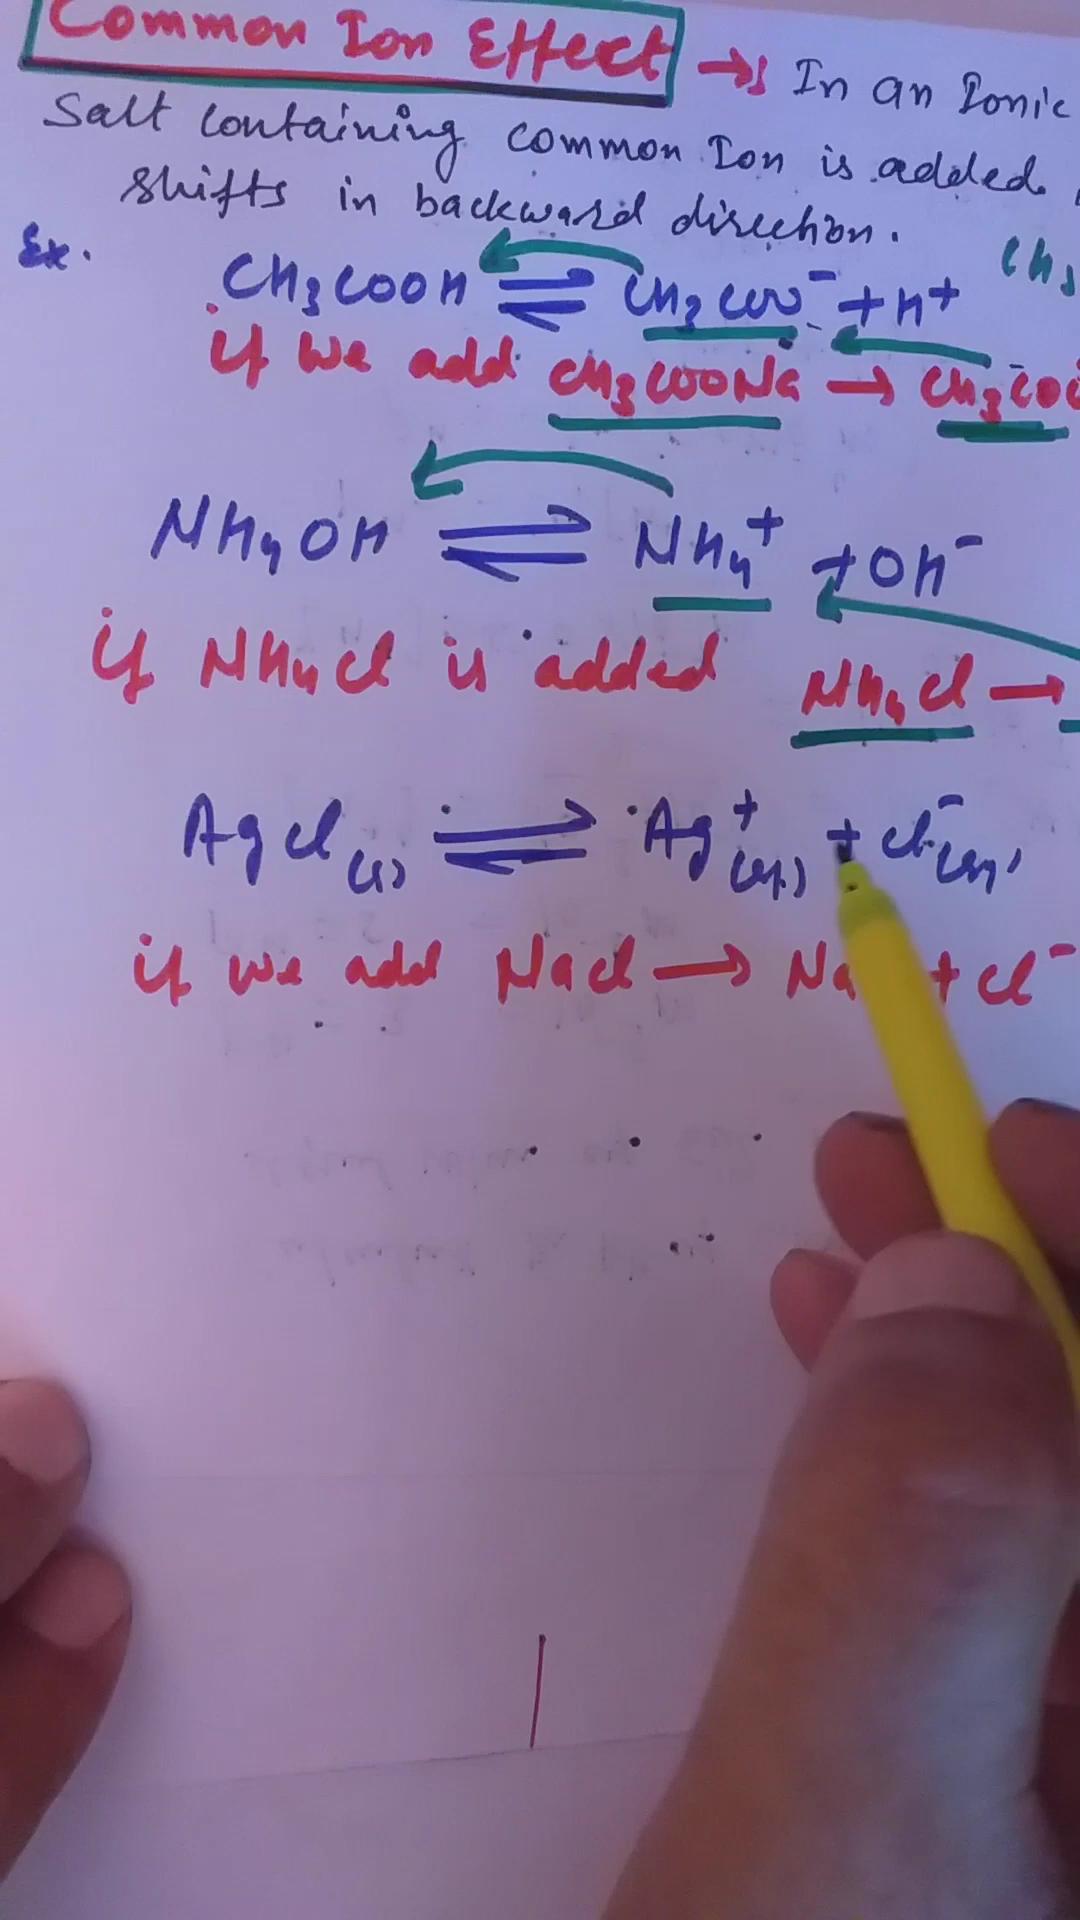 Common Ion Effect → In an Ionic
Salt containing common Ion is added
shifts in backward direction.
Ex. CH₃COOH ⇌ CH₃COO⁻ + H⁺
if we add CH₃COONa → CH₃COO
NH₄OH ⇌ NH₄⁺ + OH⁻
if NH₄Cl is added NH₄Cl →
AgCl(s) ⇌ Ag⁺(aq) + Cl⁻(aq)
if we add NaCl → Na + Cl⁻